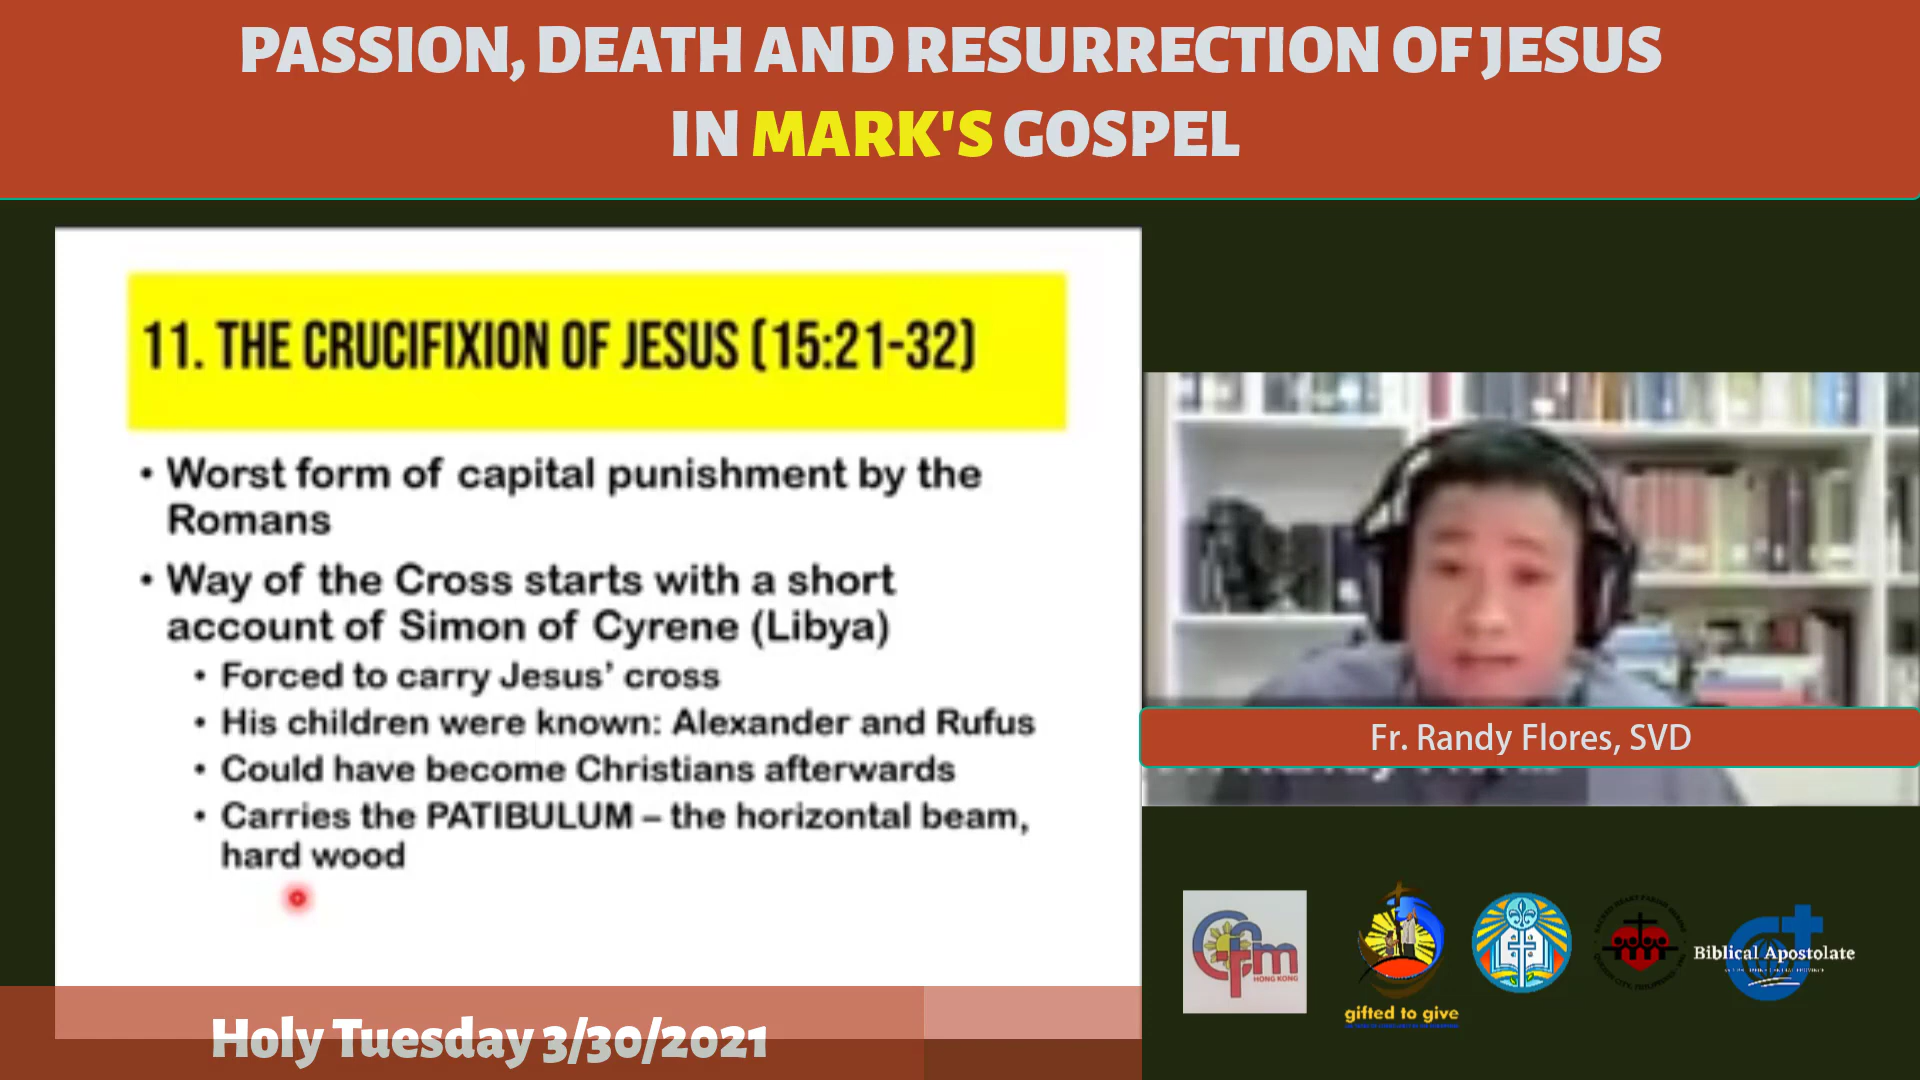 PASSION, DEATH AND RESURRECTION OF JESUS
IN MARK'S GOSPEL
11. THE CRUCIFIXION OF JESUS (15:21-32)
• Worst form of capital punishment by the
Romans
• Way of the Cross starts with a short
account of Simon of Cyrene (Libya)
• Forced to carry Jesus' cross
• His children were known: Alexander and Rufus
• Could have become Christians afterwards
• Carries the PATIBULUM – the horizontal beam,
hard wood
Fr. Randy Flores, SVD
cfm
HONG KONG
gifted to give
Biblical Apostolate
Holy Tuesday 3/30/2021